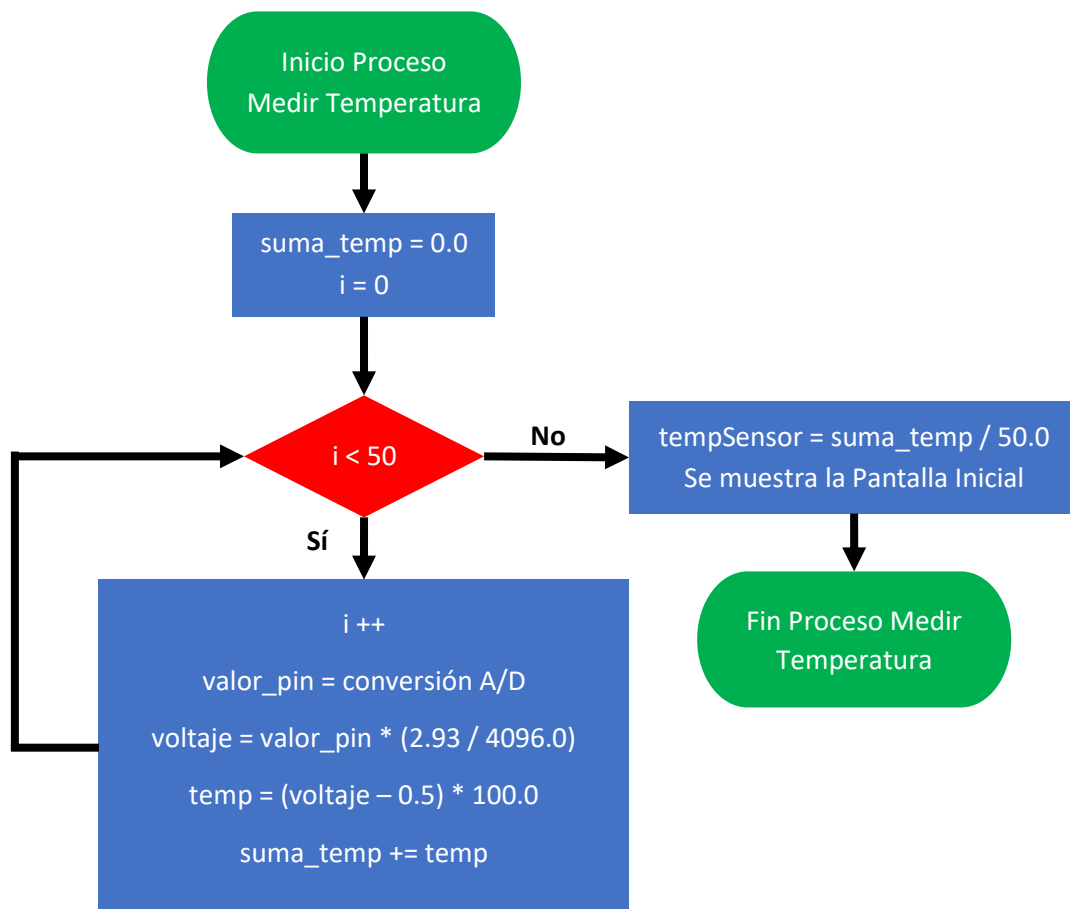 Inicio Proceso
Medir Temperatura
suma_temp = 0.0
i = 0
i < 50
No
tempSensor = suma_temp / 50.0
Se muestra la Pantalla Inicial
Sí
Fin Proceso Medir
Temperatura
i ++
valor_pin = conversión A/D
voltaje = valor_pin * (2.93 / 4096.0)
temp = (voltaje – 0.5) * 100.0
suma_temp += temp